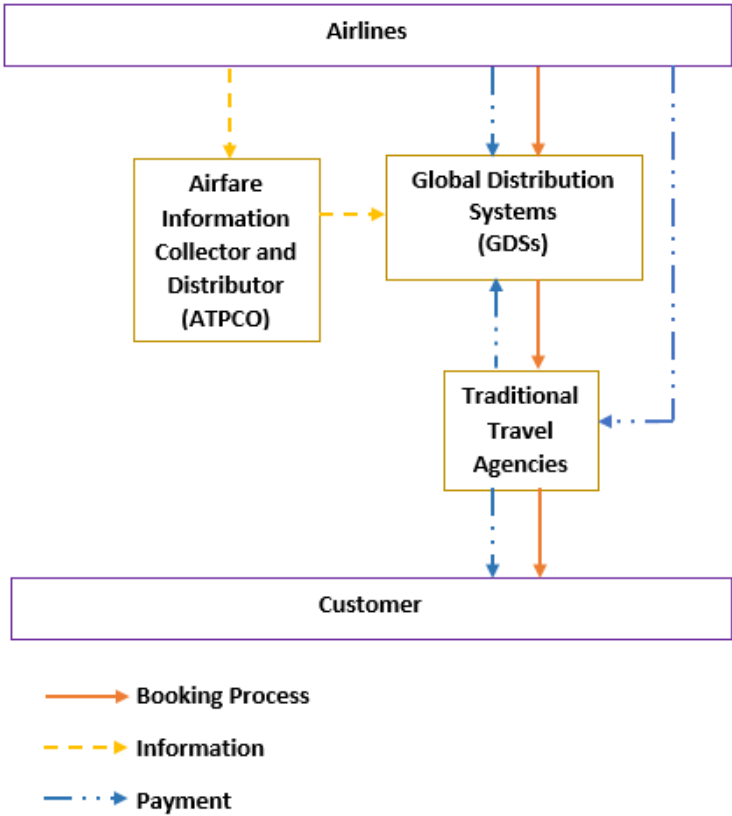 Airlines
Airfare
Information
Collector and
Distributor
(ATPCO)
Global Distribution
Systems
(GDSs)
Traditional
Travel
Agencies
Customer
Booking Process
Information
Payment